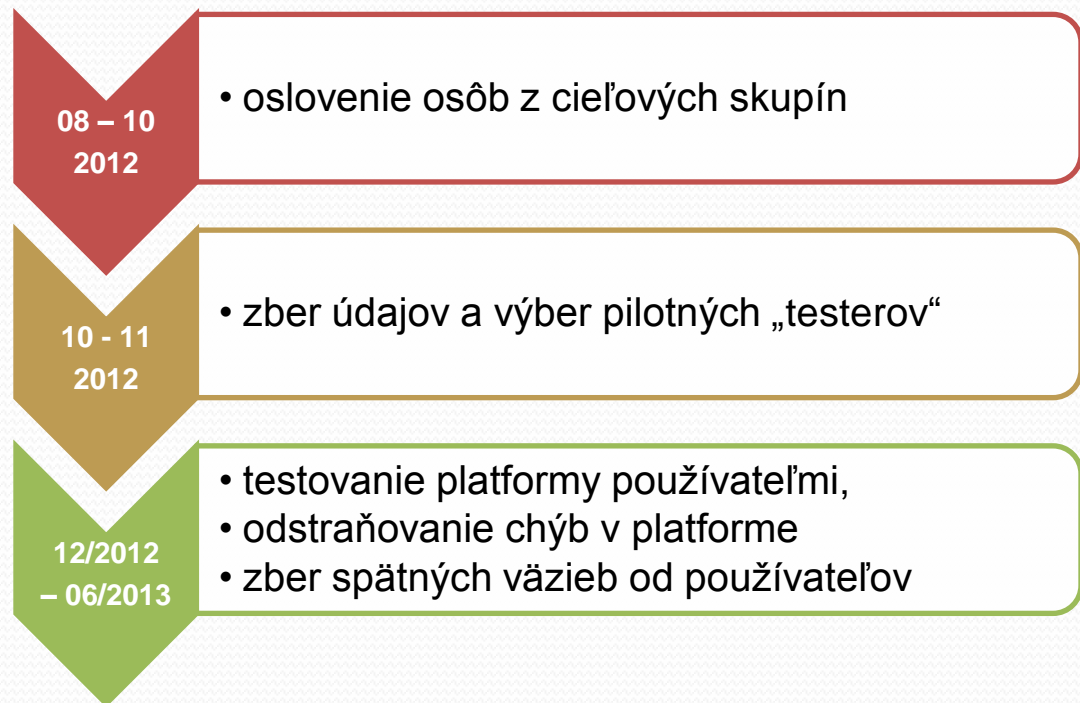 08 – 10
2012
• oslovenie osôb z cieľových skupín
10 - 11
2012
• zber údajov a výber pilotných „testerov“
12/2012
– 06/2013
• testovanie platformy používateľmi,
• odstraňovanie chýb v platforme
• zber spätných väzieb od používateľov